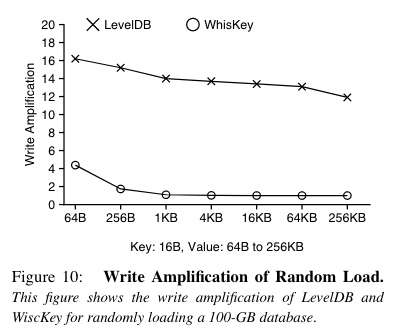 20
18
16
14
12
10
8
6
4
2
0
Write Amplification
LevelDB WhisKey
64B 256B 1KB 4KB 16KB 64KB 256KB
Key: 16B, Value: 64B to 256KB
Figure 10: Write Amplification of Random Load.
This figure shows the write amplification of LevelDB and
WiscKey for randomly loading a 100-GB database.